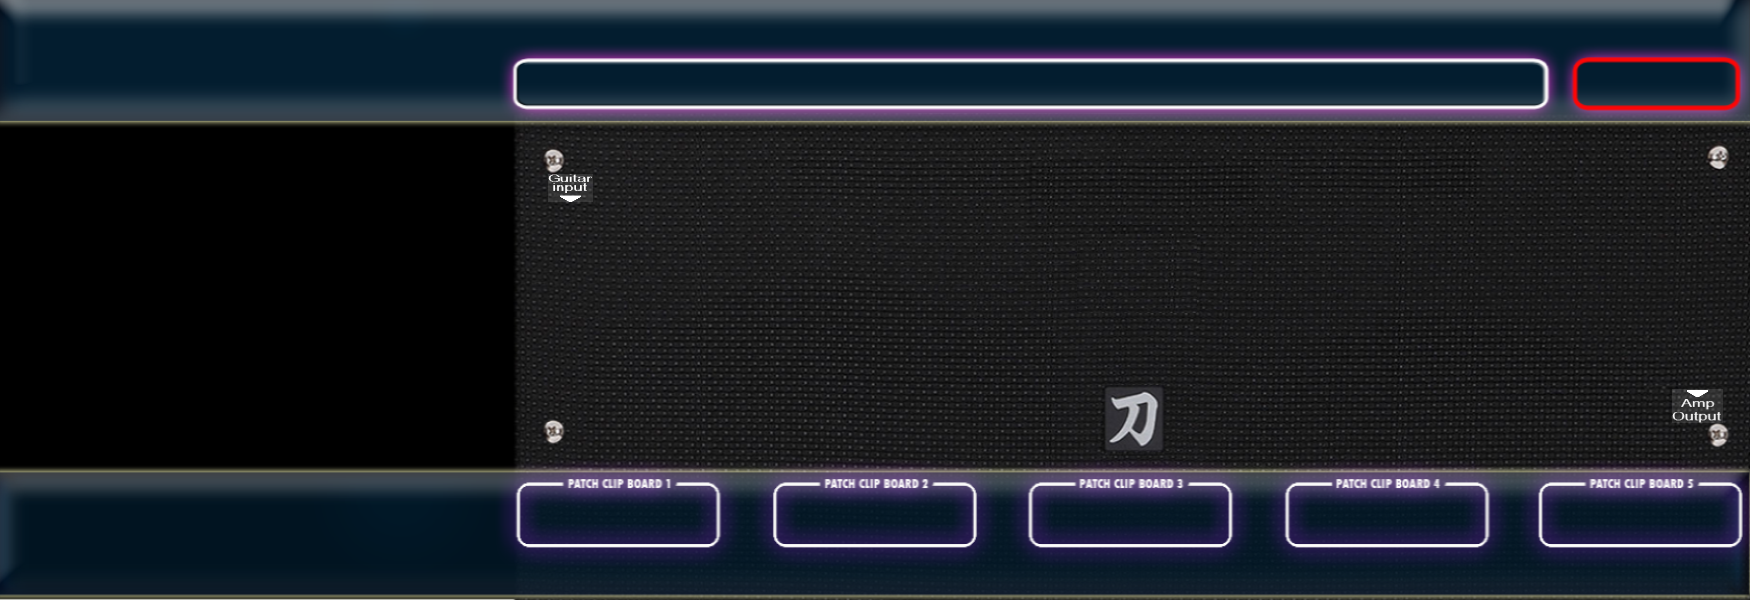 Guitar
input
刀
Amp
Output
PATCH CLIP BOARD 1
PATCH CLIP BOARD 2
PATCH CLIP BOARD 3
PATCH CLIP BOARD 4
PATCH CLIP BOARD 5